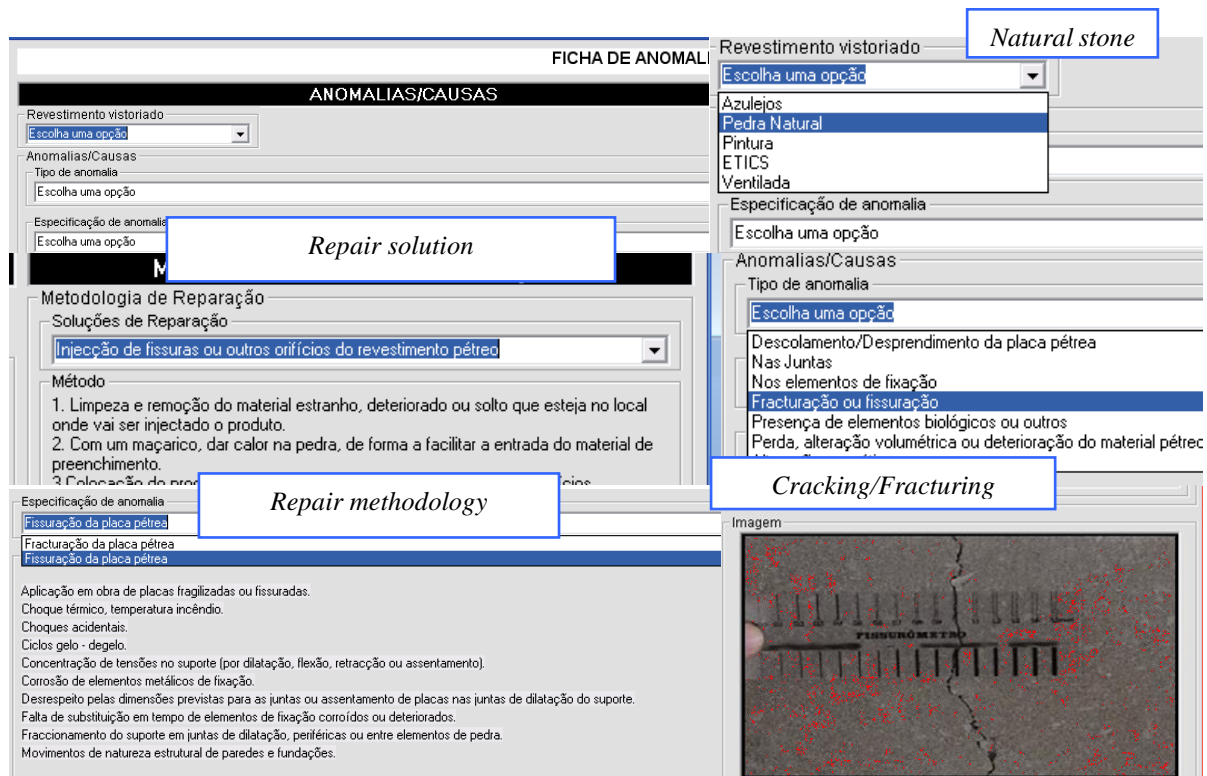 FICHA DE ANOMALI
ANOMALIAS/CAUSAS
Revestimento vistoriado
Escolha uma opção
Anomalias/Causas
Tipo de anomalia
Escolha uma opção
Especificação de anomalia
Escolha uma opção
Repair solution
Natural stone
Revestimento vistoriado
Escolha uma opção
Azulejos
Pedra Natural
Pintura
ETICS
Ventilada
Especificação de anomalia
Escolha uma opção
Metodologia de Reparação
Soluções de Reparação
Injecção de fissuras ou outros orifícios do revestimento pétreo
Método
1. Limpeza e remoção do material estranho, deteriorado ou solto que esteja no local
onde vai ser injectado o produto.
2. Com um maçarico, dar calor na pedra, de forma a facilitar a entrada do material de
preenchimento.
Anomalias/Causas
Tipo de anomalia
Escolha uma opção
Descolamento/Desprendimento da placa pétrea
Nas Juntas
Nos elementos de fixação
Fracturação ou fissuração
Presença de elementos biológicos ou outros
Perda, alteração volumétrica ou deterioração do material pétreo
Cracking/Fracturing
Repair methodology
Especificação de anomalia
Fissuração da placa pétrea
Fracturação da placa pétrea
Fissuração da placa pétrea
Aplicação em obra de placas fragilizadas ou fissuradas.
Choque térmico, temperatura incêndio.
Choques acidentais.
Ciclos gelo - degelo.
Concentração de tensões no suporte (por dilatação, flexão, retracção ou assentamento).
Corrosão de elementos metálicos de fixação.
Desrespeito pelas dimensões previstas para as juntas ou assentamento de placas nas juntas de dilatação do suporte.
Falta de substituição em tempo de elementos de fixação corroídos ou deteriorados.
Fraccionamento do suporte em juntas de dilatação, periféricas ou entre elementos de pedra.
Movimentos de natureza estrutural de paredes e fundações.
Imagem
FISSURÓMETRO